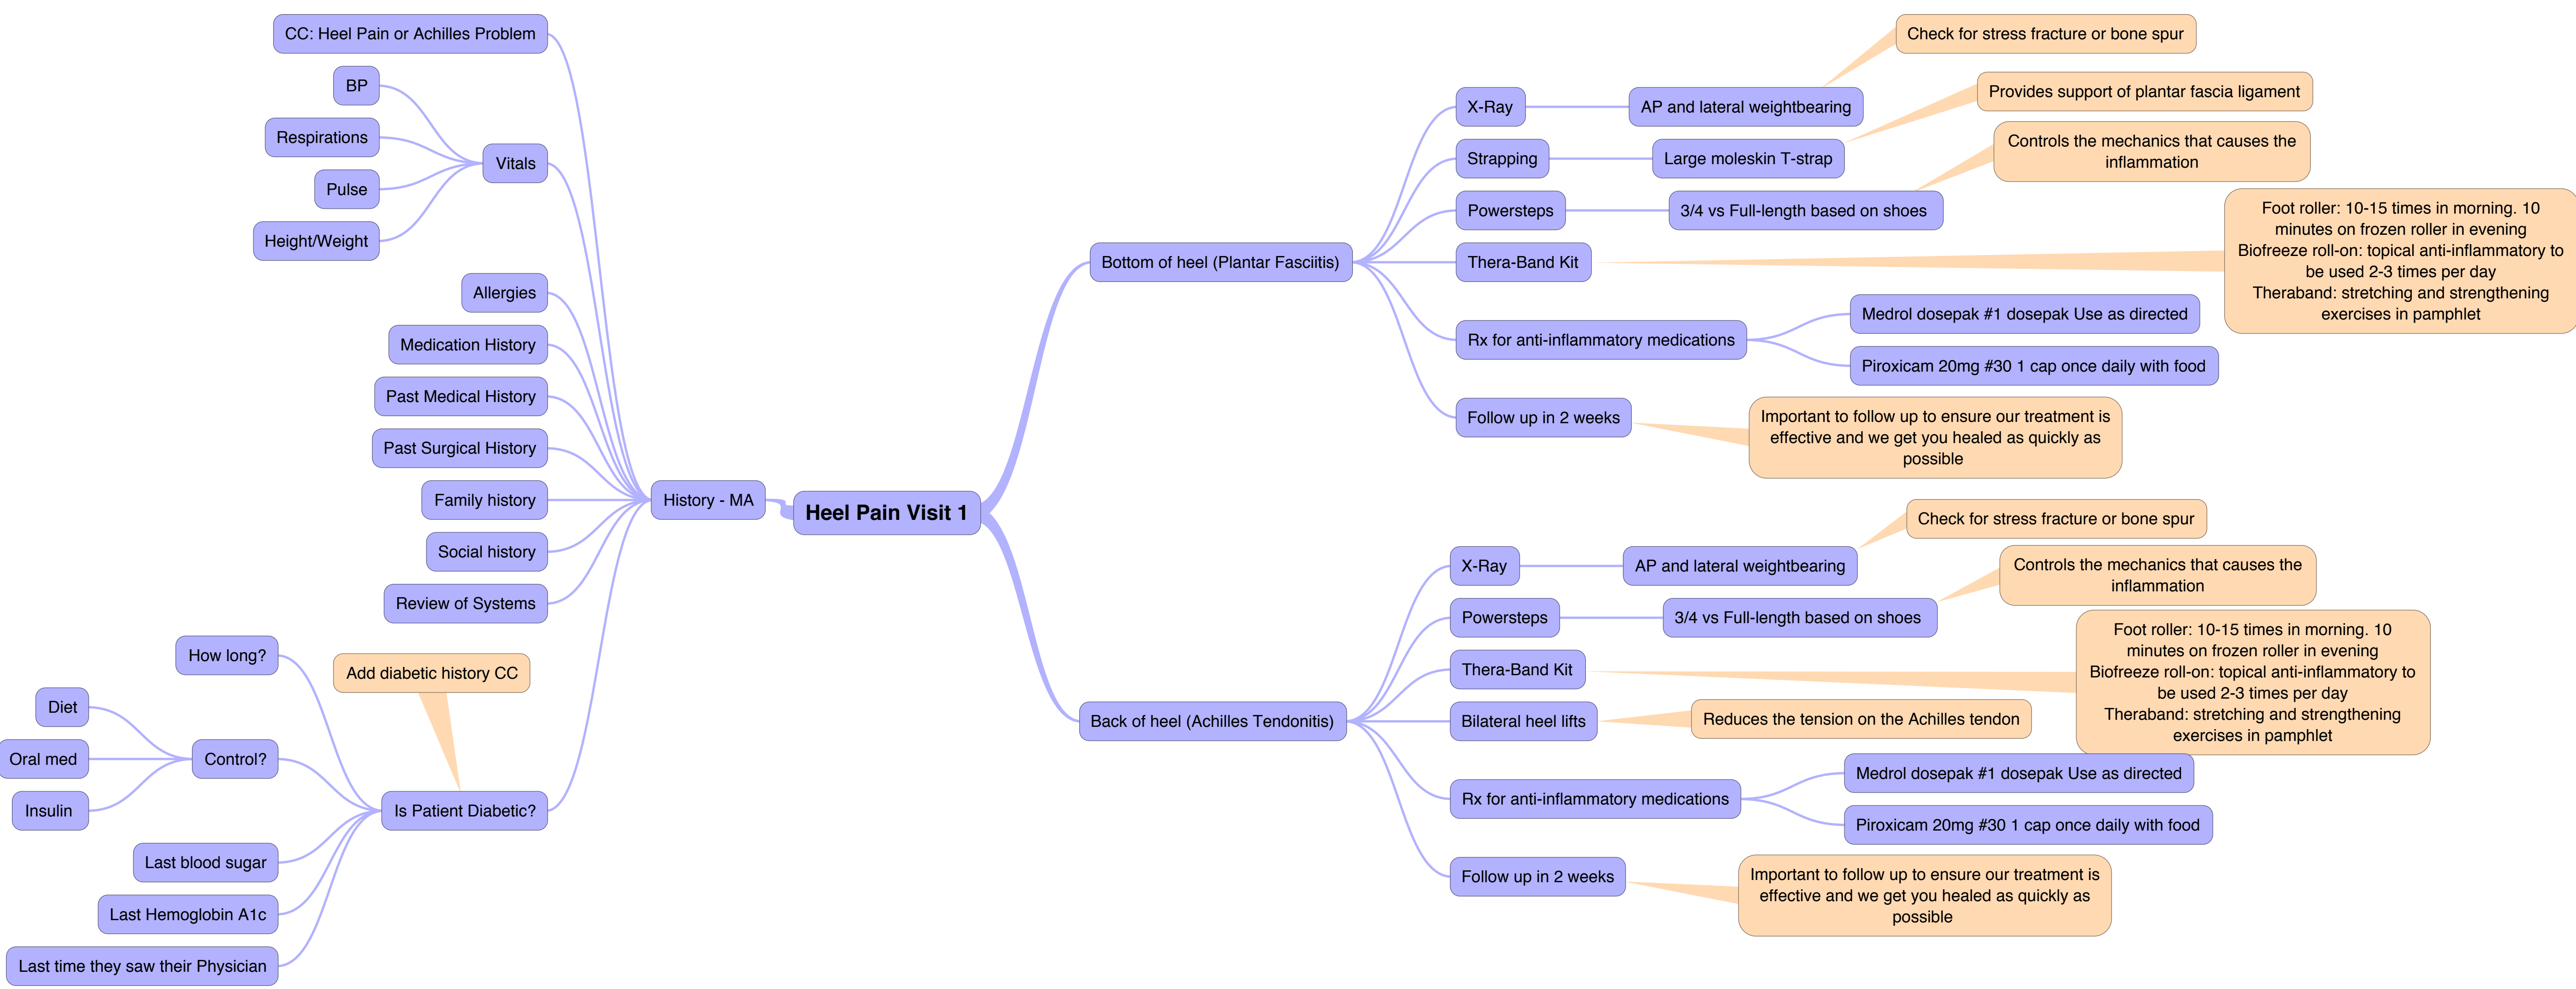 CC: Heel Pain or Achilles Problem
BP
Respirations
Pulse
Height/Weight
Vitals
Allergies
Medication History
Past Medical History
Past Surgical History
Family history
Social history
Review of Systems
How long?
Add diabetic history CC
Diet
Oral med
Insulin
Control?
Is Patient Diabetic?
Last blood sugar
Last Hemoglobin A1c
Last time they saw their Physician
History - MA
Heel Pain Visit 1
Bottom of heel (Plantar Fasciitis)
X-Ray
AP and lateral weightbearing
Check for stress fracture or bone spur
Strapping
Large moleskin T-strap
Provides support of plantar fascia ligament
Powersteps
3/4 vs Full-length based on shoes
Controls the mechanics that causes the
inflammation
Thera-Band Kit
Foot roller: 10-15 times in morning. 10
minutes on frozen roller in evening
Biofreeze roll-on: topical anti-inflammatory to
be used 2-3 times per day
Theraband: stretching and strengthening
exercises in pamphlet
Rx for anti-inflammatory medications
Medrol dosepak #1 dosepak Use as directed
Piroxicam 20mg #30 1 cap once daily with food
Follow up in 2 weeks
Important to follow up to ensure our treatment is
effective and we get you healed as quickly as
possible
Back of heel (Achilles Tendonitis)
X-Ray
AP and lateral weightbearing
Check for stress fracture or bone spur
Powersteps
3/4 vs Full-length based on shoes
Controls the mechanics that causes the
inflammation
Thera-Band Kit
Foot roller: 10-15 times in morning. 10
minutes on frozen roller in evening
Biofreeze roll-on: topical anti-inflammatory to
be used 2-3 times per day
Theraband: stretching and strengthening
exercises in pamphlet
Bilateral heel lifts
Reduces the tension on the Achilles tendon
Rx for anti-inflammatory medications
Medrol dosepak #1 dosepak Use as directed
Piroxicam 20mg #30 1 cap once daily with food
Follow up in 2 weeks
Important to follow up to ensure our treatment is
effective and we get you healed as quickly as
possible